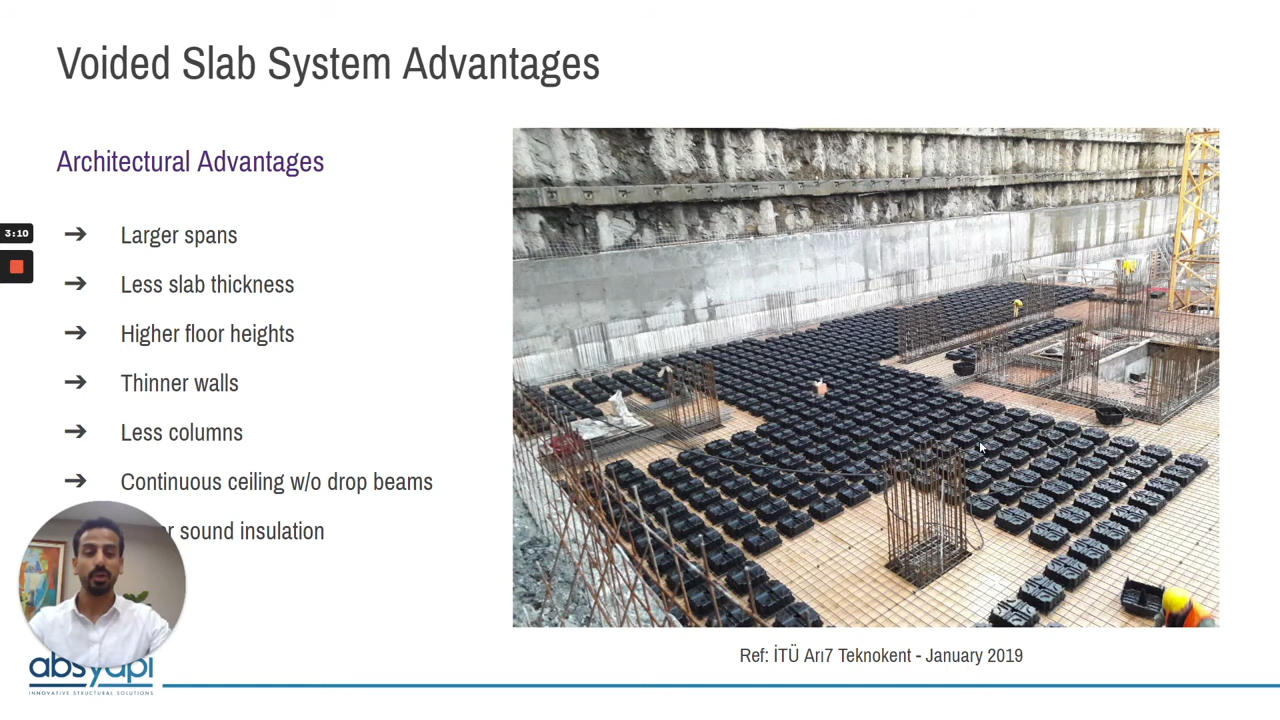 Voided Slab System Advantages
Architectural Advantages
3:10
➔ Larger spans
➔ Less slab thickness
➔ Higher floor heights
➔ Thinner walls
➔ Less columns
➔ Continuous ceiling w/o drop beams
sound insulation
Ref: İTÜ Arı7 Teknokent - January 2019
absyapı
INNOVATIVE STRUCTURAL SOLUTIONS